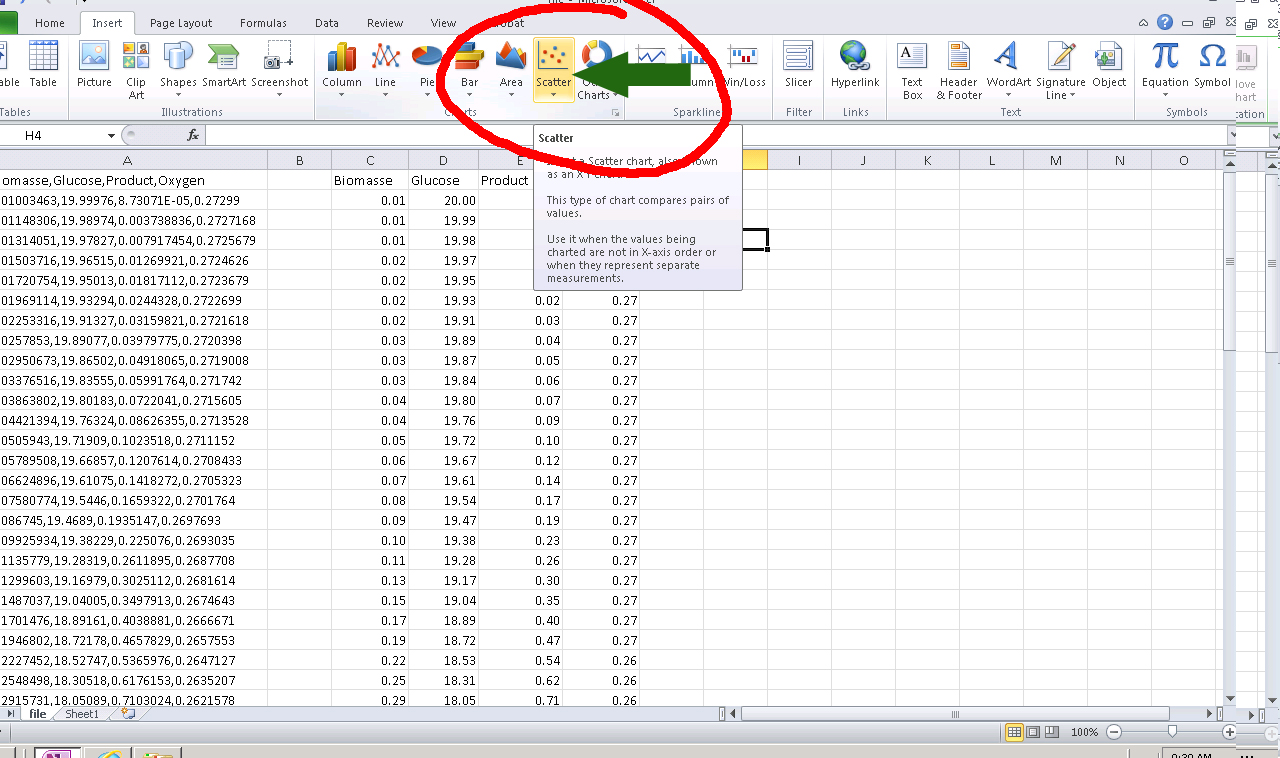 Home Insert Page Layout Formulas Data Review View
Table Picture Clip Art Shapes SmartArt Screenshot Column Line Pie Bar Area Scatter Charts Win/Loss Slicer Hyperlink Text Box Header & Footer WordArt Signature Line Object Equation Symbol
Tables Illustrations Charts Sparkline Filter Links Text Symbols
H4 fx
Scatter
a Scatter chart, also
as an X Y
This type of chart compares pairs of
values.
Use it when the values being
charted are not in X-axis order or
when they represent separate
measurements.
A B C D E J K L M N O
omasse,Glucose,Product,Oxygen Biomasse Glucose Product
01003463,19.99976,8.73071E-05,0.27299 0.01 20.00
01148306,19.98974,0.003738836,0.2727168 0.01 19.99
01314051,19.97827,0.007917454,0.2725679 0.01 19.98
01503716,19.96515,0.01269921,0.2724626 0.02 19.97
01720754,19.95013,0.01817112,0.2723679 0.02 19.95
01969114,19.93294,0.0244328,0.2722699 0.02 19.93 0.02 0.27
02253316,19.91327,0.03159821,0.2721618 0.02 19.91 0.03 0.27
0257853,19.89077,0.03979775,0.2720398 0.03 19.89 0.04 0.27
02950673,19.86502,0.04918065,0.2719008 0.03 19.87 0.05 0.27
03376516,19.83555,0.05991764,0.271742 0.03 19.84 0.06 0.27
03863802,19.80183,0.0722041,0.2715605 0.04 19.80 0.07 0.27
04421394,19.76324,0.08626355,0.2713528 0.04 19.76 0.09 0.27
0505943,19.71909,0.1023518,0.2711152 0.05 19.72 0.10 0.27
05789508,19.66857,0.1207614,0.2708433 0.06 19.67 0.12 0.27
06624896,19.61075,0.1418272,0.2705323 0.07 19.61 0.14 0.27
07580774,19.5446,0.1659322,0.2701764 0.08 19.54 0.17 0.27
086745,19.4689,0.1935147,0.2697693 0.09 19.47 0.19 0.27
09925934,19.38229,0.225076,0.2693035 0.10 19.38 0.23 0.27
1135779,19.28319,0.2611895,0.2687708 0.11 19.28 0.26 0.27
1299603,19.16979,0.3025112,0.2681614 0.13 19.17 0.30 0.27
1487037,19.04005,0.3497913,0.2674643 0.15 19.04 0.35 0.27
1701476,18.89161,0.4038881,0.2666671 0.17 18.89 0.40 0.27
1946802,18.72178,0.4657829,0.2657553 0.19 18.72 0.47 0.27
2227452,18.52747,0.5365976,0.2647127 0.22 18.53 0.54 0.26
2548498,18.30518,0.6176153,0.2635207 0.25 18.31 0.62 0.26
2915731,18.05089,0.7103024,0.2621578 0.29 18.05 0.71 0.26
file Sheet1
100%